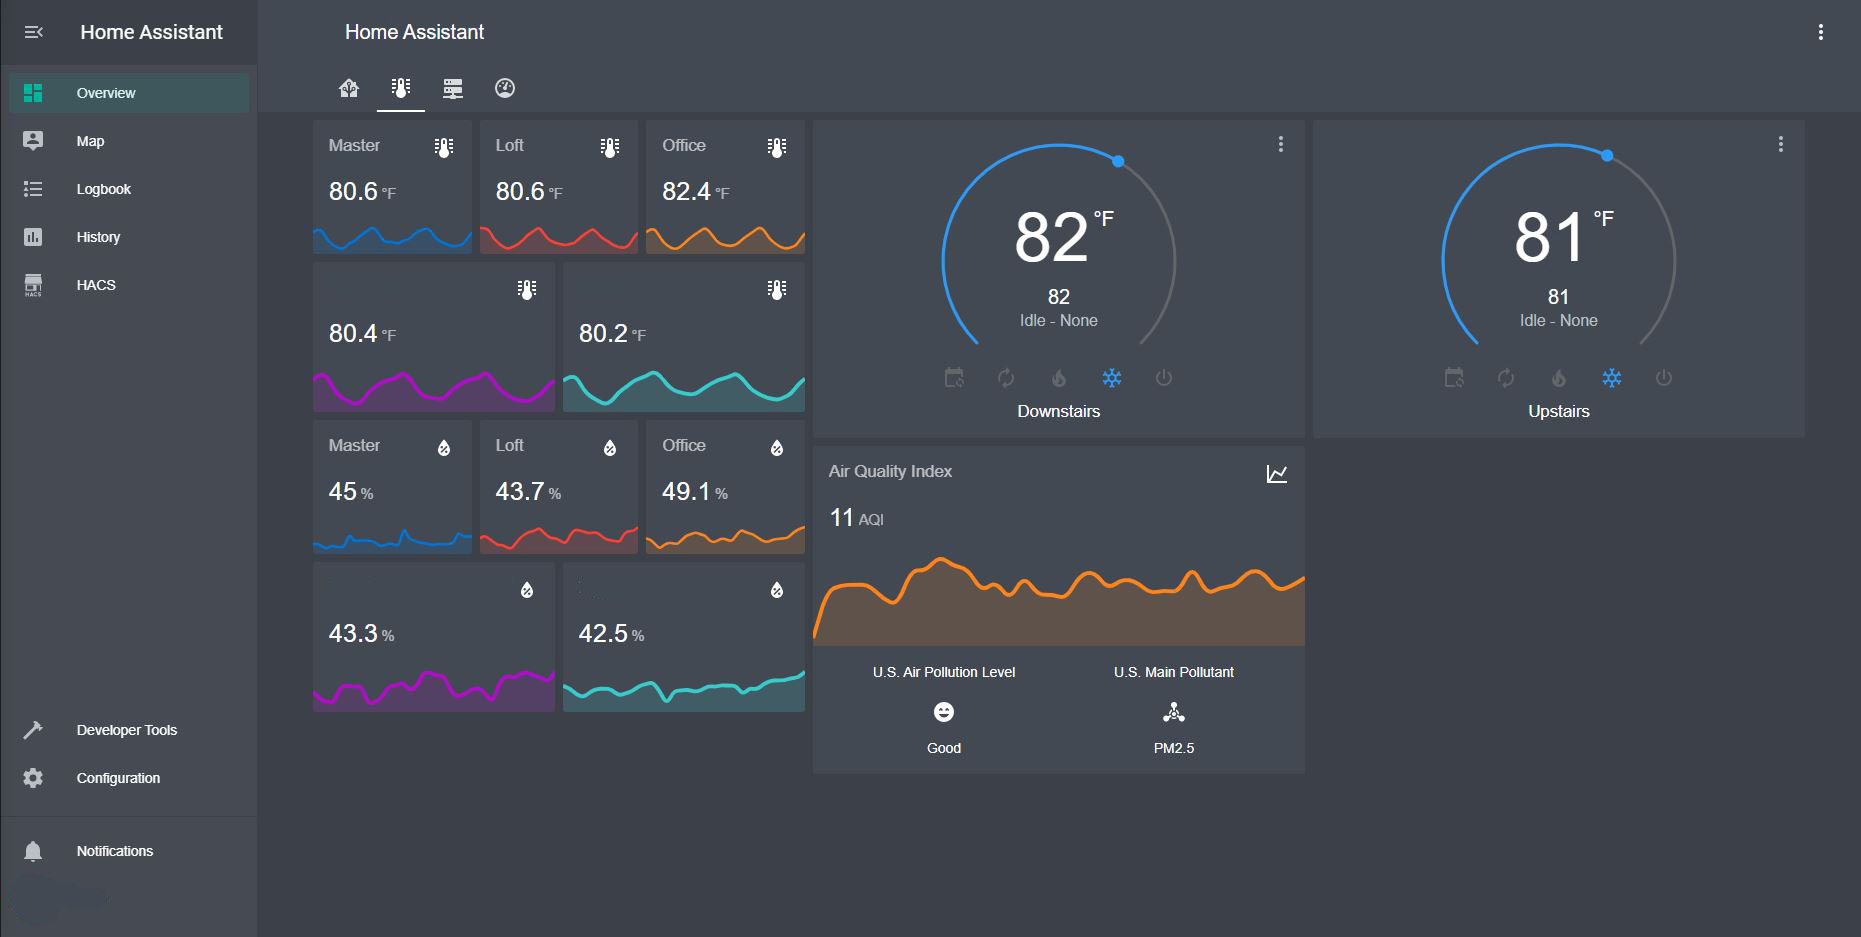 Home Assistant
Overview
Map
Logbook
History
HACS
HACS
Developer Tools
Configuration
Notifications
Home Assistant
Master
80.6 °F
Loft
80.6 °F
Office
82.4 °F
80.4 °F
80.2 °F
Master
45 %
Loft
43.7 %
Office
49.1 %
43.3 %
42.5 %
82 °F
82
Idle - None
Downstairs
81 °F
81
Idle - None
Upstairs
Air Quality Index
11 AQI
U.S. Air Pollution Level
Good
U.S. Main Pollutant
PM2.5